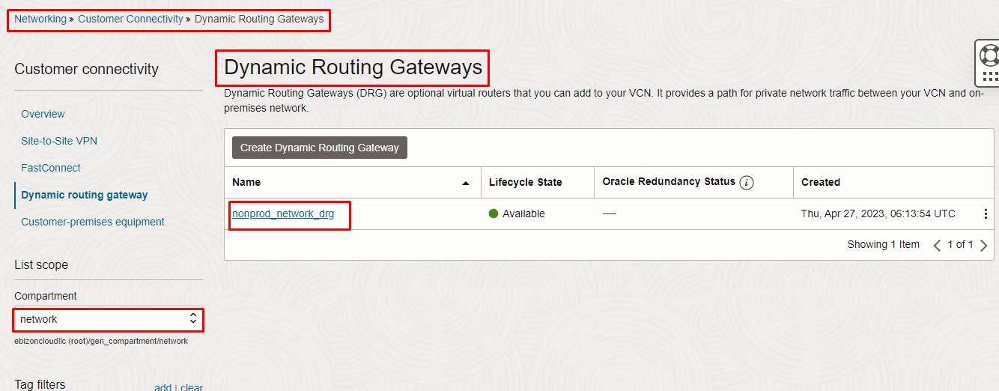 Networking » Customer Connectivity » Dynamic Routing Gateways
Customer connectivity
Overview
Site-to-Site VPN
FastConnect
Dynamic routing gateway
Customer-premises equipment
List scope
Compartment
network
ebizoncloudllc (root)/gen_compartment/network
Tag filters
add | clear
Dynamic Routing Gateways
Dynamic Routing Gateways (DRG) are optional virtual routers that you can add to your VCN. It provides a path for private network traffic between your VCN and on-
premises network.
Create Dynamic Routing Gateway
Name Lifecycle State Oracle Redundancy Status i Created
nonprod_network_drg Available — Thu, Apr 27, 2023, 06:13:54 UTC
Showing 1 Item < 1 of 1 >